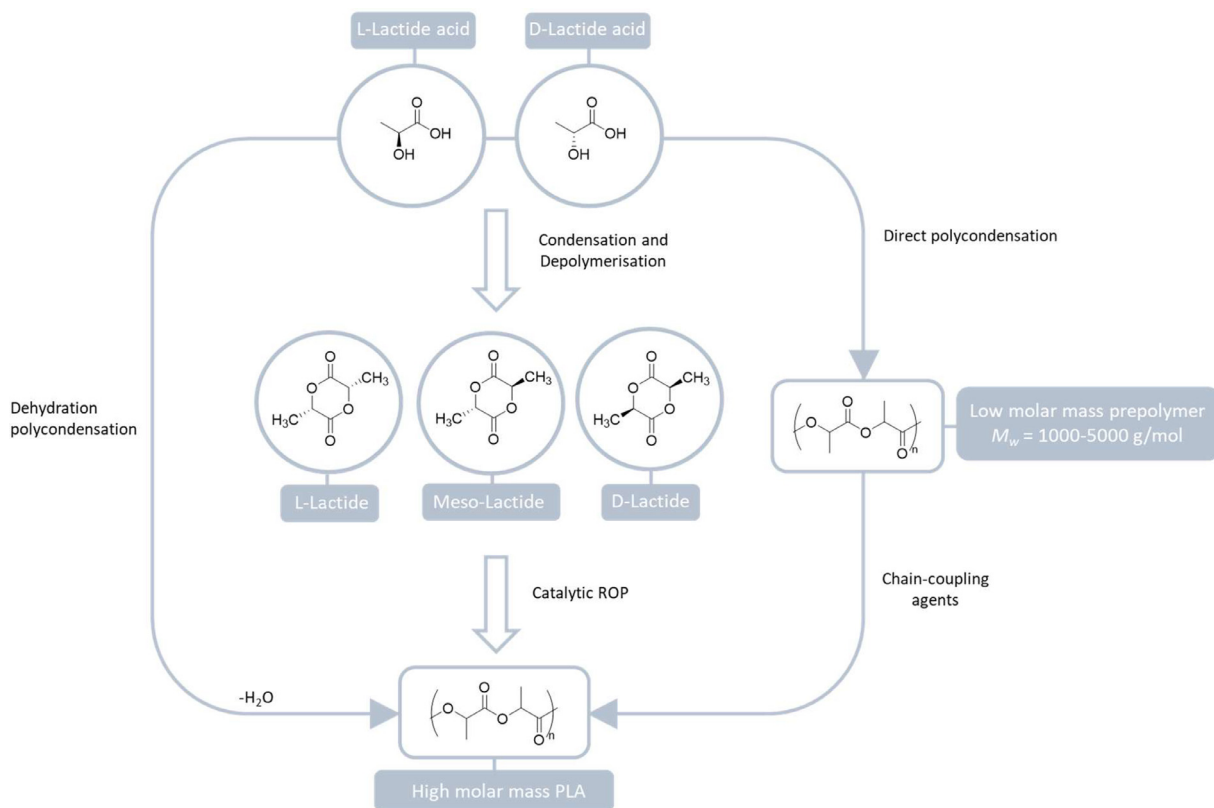 L-Lactide acid
D-Lactide acid
O
OH
OH
O
OH
OH
Condensation and
Depolymerisation
Direct polycondensation
Dehydration
polycondensation
O
CH₃
O
O
H₃C
O
O
CH₃
O
O
H₃C
O
O
CH₃
O
O
H₃C
O
L-Lactide
Meso-Lactide
D-Lactide
O
O
O
O
n
Low molar mass prepolymer
Mw = 1000-5000 g/mol
Catalytic ROP
Chain-coupling
agents
-H₂O
O
O
O
O
n
High molar mass PLA